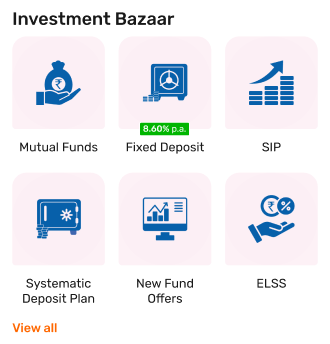 Investment Bazaar
₹
8.60% p.a.
Mutual Funds
Fixed Deposit
SIP
₹ %
Systematic
Deposit Plan
New Fund
Offers
ELSS
View all